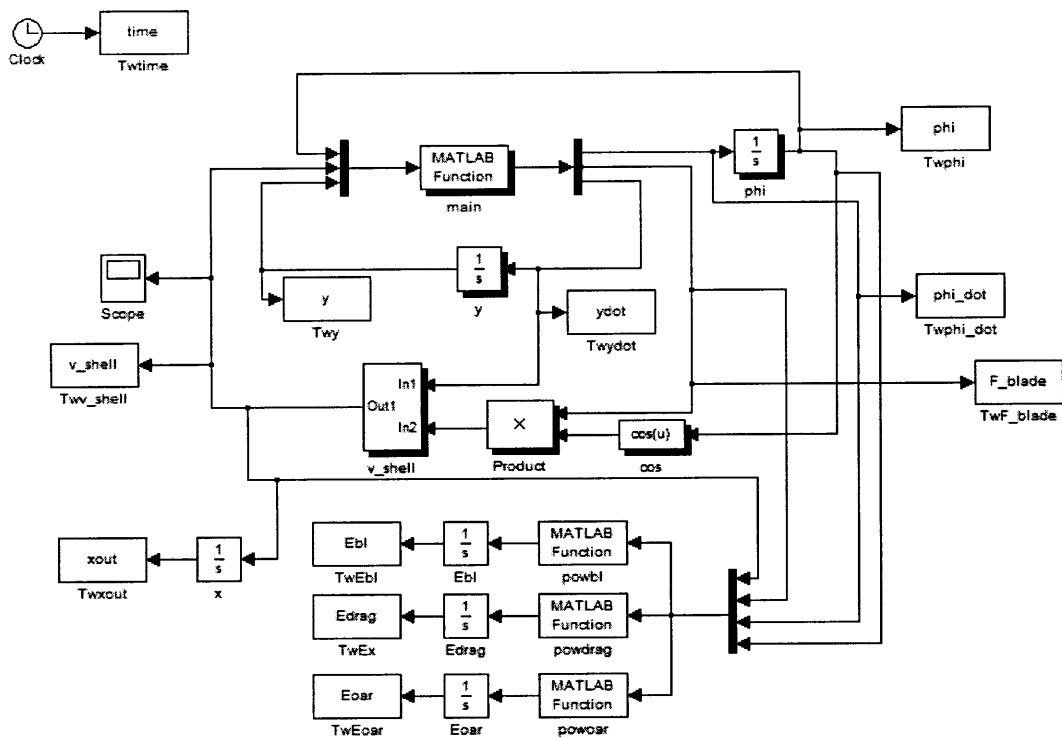 time
Clock
Twtime
phi
Twphi
MATLAB
Function
main
1
s
phi
1
s
y
y
Twy
Scope
ydot
Twydot
phi_dot
Twphi_dot
v_shell
Twv_shell
In1
Out1
In2
v_shell
×
Product
cos(u)
cos
F_blade
TwF_blade
xout
Twxout
1
s
x
Ebl
TwEbl
1
s
Ebl
MATLAB
Function
powbl
Edrag
TwEx
1
s
Edrag
MATLAB
Function
powdrag
Eoar
TwEoar
1
s
Eoar
MATLAB
Function
powoar